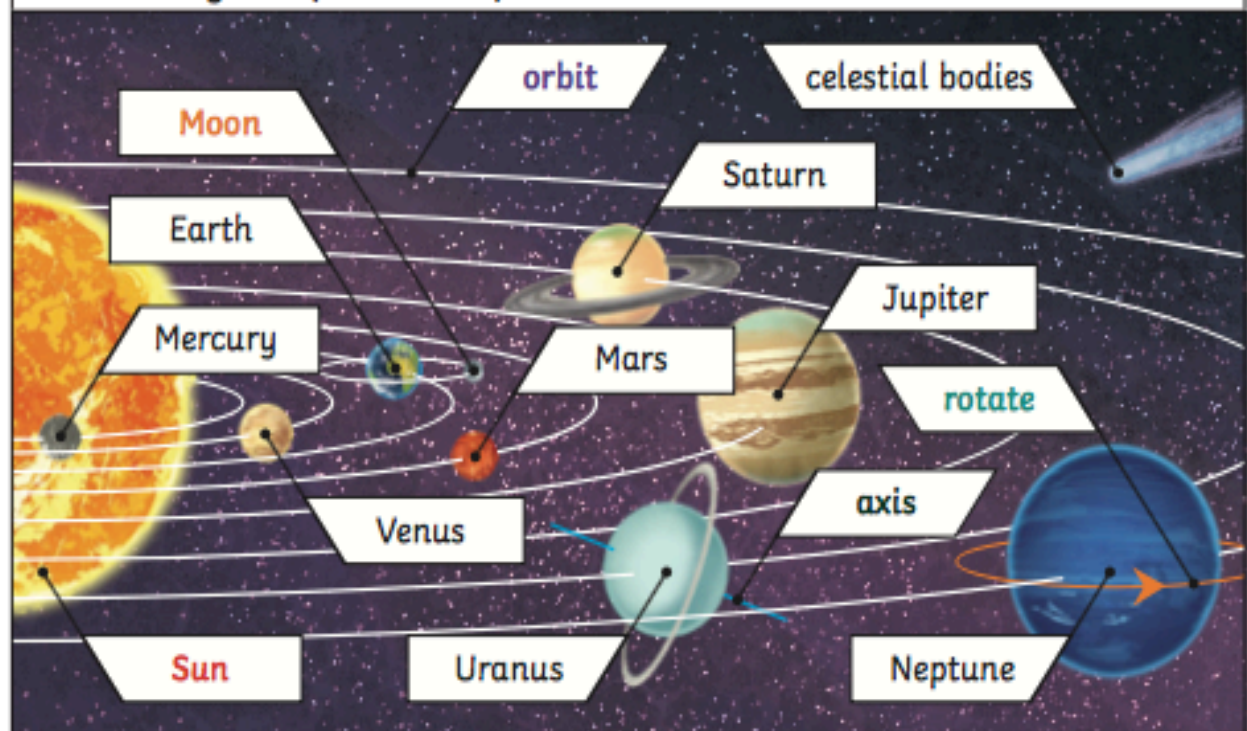 orbit
celestial bodies
Moon
Saturn
Earth
Jupiter
Mercury
Mars
rotate
axis
Venus
Sun
Uranus
Neptune